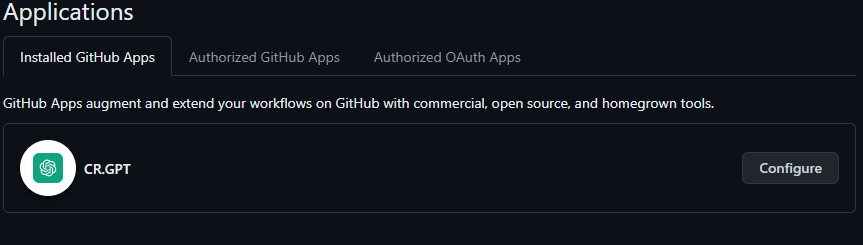 Applications
Installed GitHub Apps
Authorized GitHub Apps
Authorized OAuth Apps
GitHub Apps augment and extend your workflows on GitHub with commercial, open source, and homegrown tools.
CR.GPT
Configure